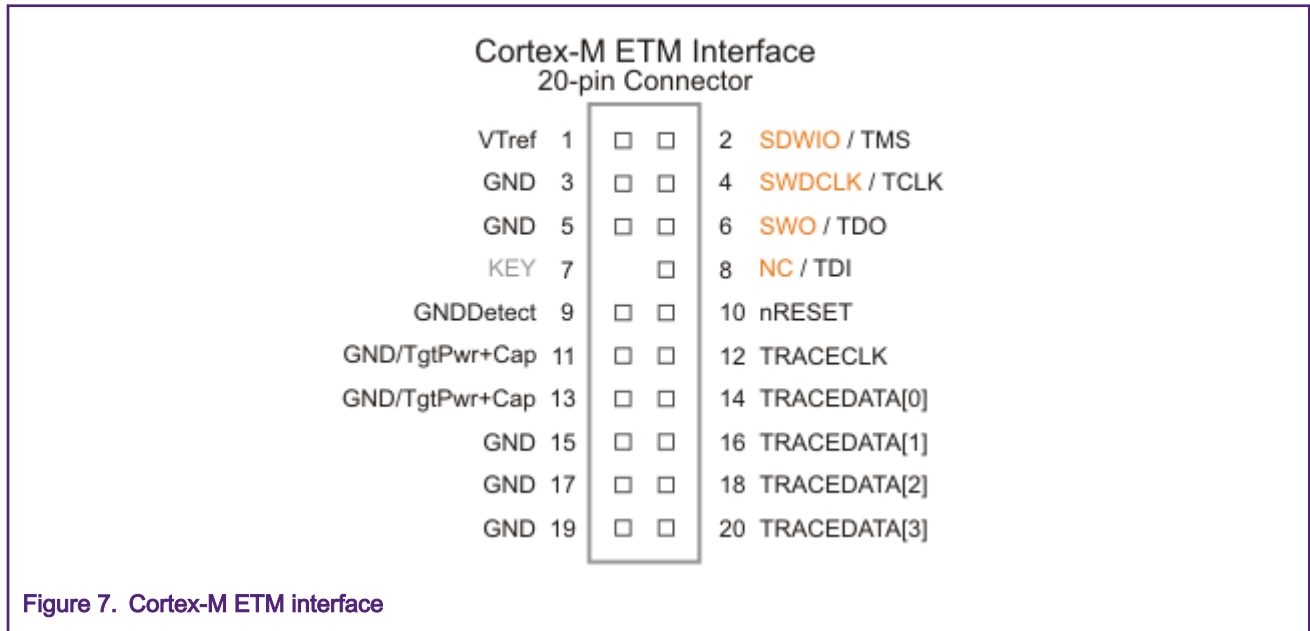 Cortex-M ETM Interface
20-pin Connector
VTref 1 2 SDWIO / TMS
GND 3 4 SWDCLK / TCLK
GND 5 6 SWO / TDO
KEY 7 8 NC / TDI
GNDDetect 9 10 nRESET
GND/TgtPwr+Cap 11 12 TRACECLK
GND/TgtPwr+Cap 13 14 TRACEDATA[0]
GND 15 16 TRACEDATA[1]
GND 17 18 TRACEDATA[2]
GND 19 20 TRACEDATA[3]
Figure 7. Cortex-M ETM interface